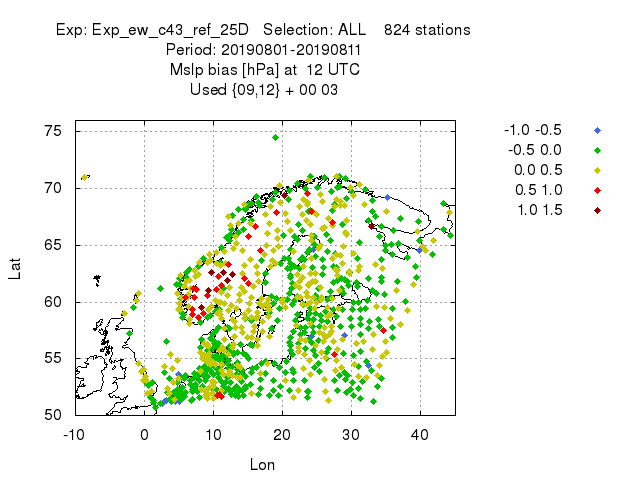 Exp: Exp_ew_c43_ref_25D Selection: ALL 824 stations
Period: 20190801-20190811
Mslp bias [hPa] at 12 UTC
Used {09,12} + 00 03
75
70
65
60
55
50
-10 0 10 20 30 40
Lat
Lon
-1.0 -0.5
-0.5 0.0
0.0 0.5
0.5 1.0
1.0 1.5